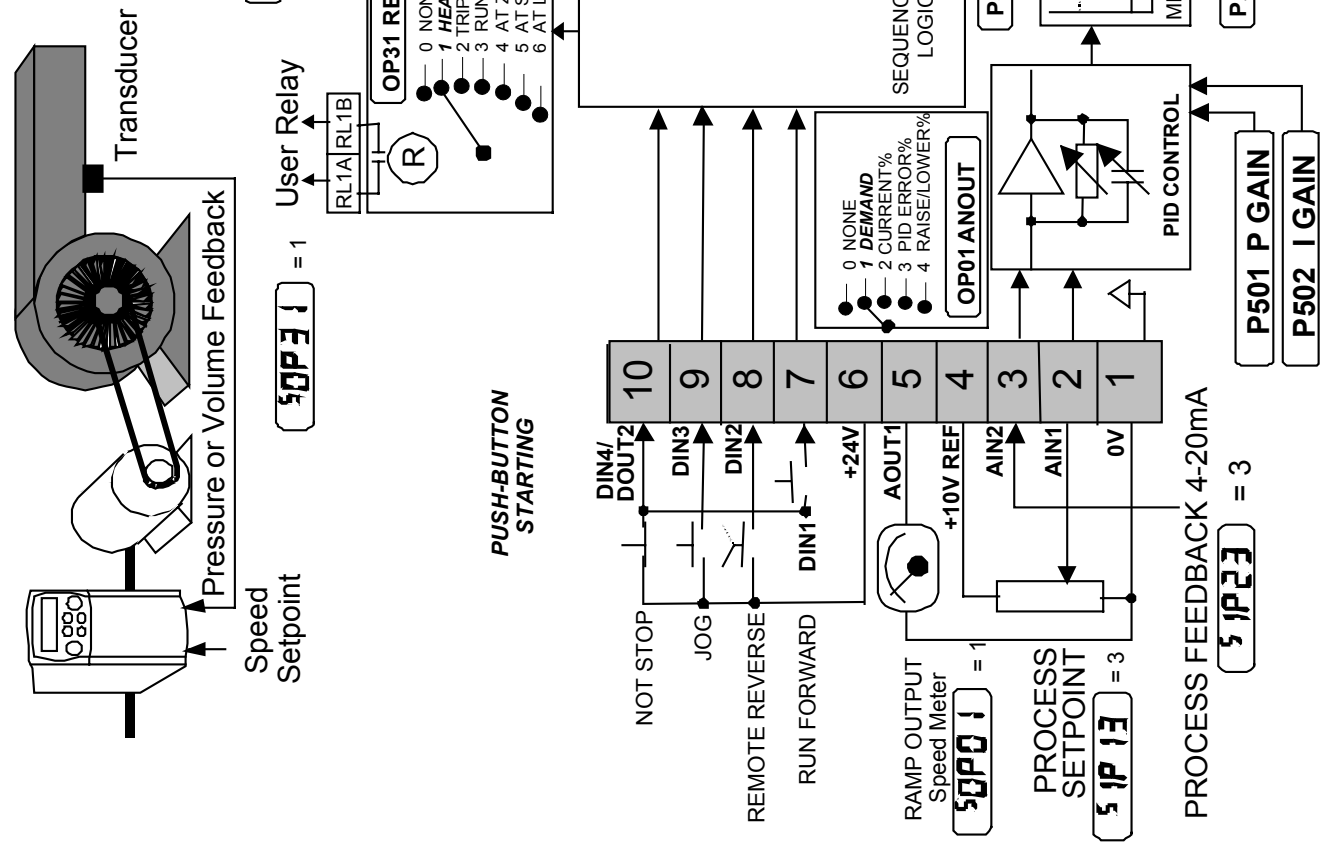 Transducer
Pressure or Volume Feedback
Speed
Setpoint
User Relay
RL1A RL1B
R
SOP31 = 1
OP31 RE
0 NON
1 HEA
2 TRIP
3 RUN
4 AT Z
5 AT S
6 AT L
SEQUENC
LOGIC
PUSH-BUTTON
STARTING
NOT STOP
JOG
REMOTE REVERSE
RUN FORWARD
DIN4/
DOUT2
DIN3
DIN2
DIN1
+24V
AOUT1
+10V REF
AIN2
AIN1
0V
10
9
8
7
6
5
4
3
2
1
0 NONE
1 DEMAND
2 CURRENT%
3 PID ERROR%
4 RAISE/LOWER%
OP01 ANOUT
PID CONTROL
P501 P GAIN
P502 I GAIN
RAMP OUTPUT
Speed Meter
SOP01 = 1
PROCESS
SETPOINT
S IP13 = 3
PROCESS FEEDBACK 4-20mA
S IP23 = 3